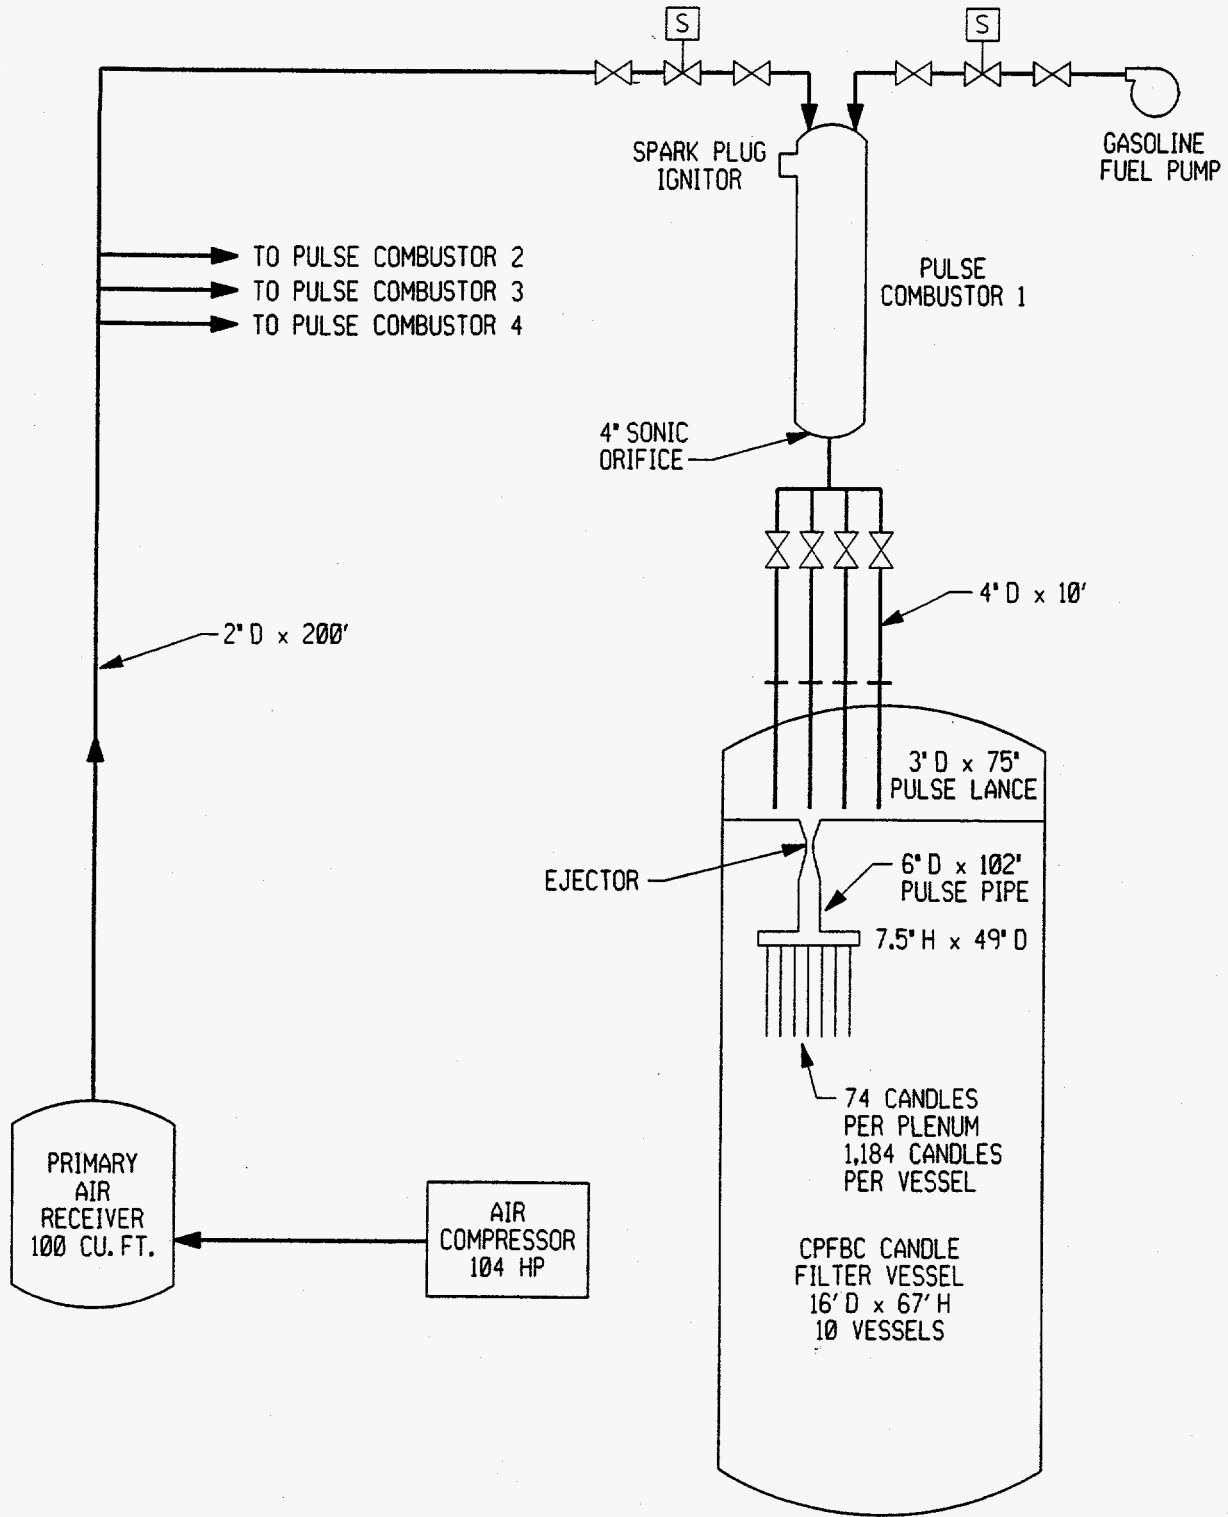 S
S
GASOLINE
FUEL PUMP
SPARK PLUG
IGNITOR
TO PULSE COMBUSTOR 2
TO PULSE COMBUSTOR 3
TO PULSE COMBUSTOR 4
PULSE
COMBUSTOR 1
4" SONIC
ORIFICE
4" D x 10'
2" D x 200'
3" D x 75"
PULSE LANCE
EJECTOR
6" D x 102"
PULSE PIPE
7.5" H x 49" D
74 CANDLES
PER PLENUM
1,184 CANDLES
PER VESSEL
PRIMARY
AIR
RECEIVER
100 CU.FT.
AIR
COMPRESSOR
104 HP
CPFBC CANDLE
FILTER VESSEL
16' D x 67' H
10 VESSELS